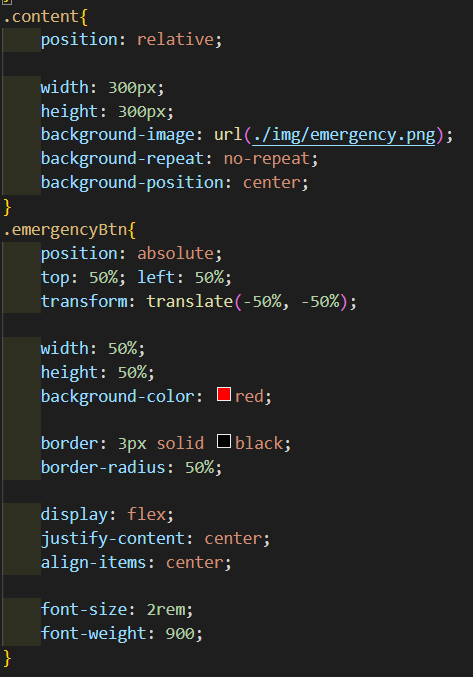 .content{
position: relative;
width: 300px;
height: 300px;
background-image: url(./img/emergency.png);
background-repeat: no-repeat;
background-position: center;
}
.emergencyBtn{
position: absolute;
top: 50%; left: 50%;
transform: translate(-50%, -50%);
width: 50%;
height: 50%;
background-color: red;
border: 3px solid black;
border-radius: 50%;
display: flex;
justify-content: center;
align-items: center;
font-size: 2rem;
font-weight: 900;
}